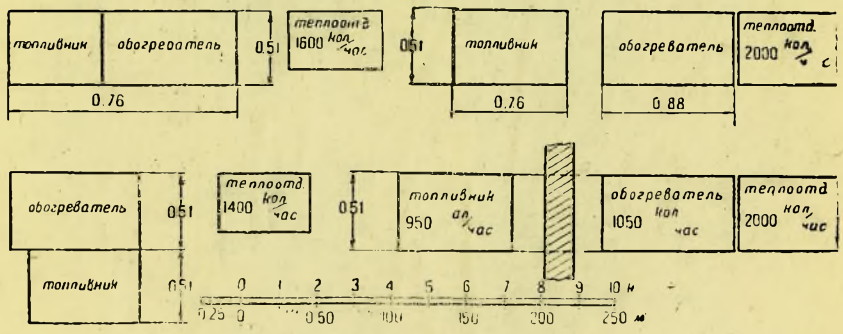 топливник обогреватель 0.51 теплоотд. 1600 кал/час 0.51 топливник обогреватель теплоотд. 2000 кал/ч с
0.76 0.76 0.88
обогреватель 0.51 теплоотд. 1400 кал/час 0.51 топливник 950 ал/час обогреватель 1050 кал/час теплоотд 2000 кал/час
топливник 0.51
0 1 2 3 4 5 6 7 8 9 10 н
0.25 0 0.50 100 150 200 250 м